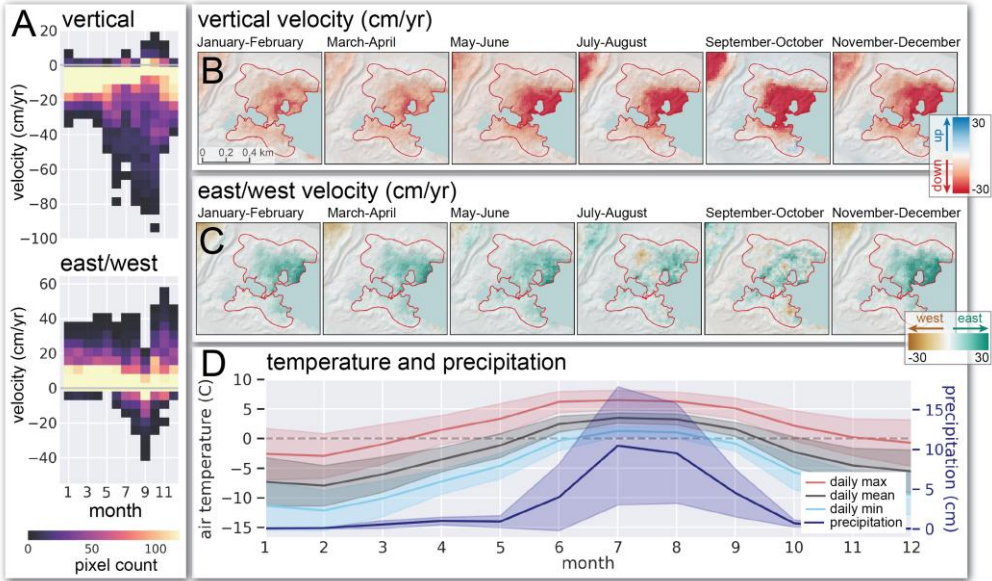 A
vertical
20
0
−20
−40
−60
−80
−100
velocity (cm/yr)
east/west
60
40
20
0
−20
−40
velocity (cm/yr)
1 3 5 7 9 11
month
0 50 100
pixel count
vertical velocity (cm/yr)
January-February March-April May-June July-August September-October November-December
B
0 0.2 0.4 km
30
up
down
-30
east/west velocity (cm/yr)
January-February March-April May-June July-August September-October November-December
C
west east
-30 30
D temperature and precipitation
10
5
0
−5
−10
−15
air temperature (C)
15
10
5
0
precipitation (cm)
daily max
daily mean
daily min
precipitation
1 2 3 4 5 6 7 8 9 10 11 12
month